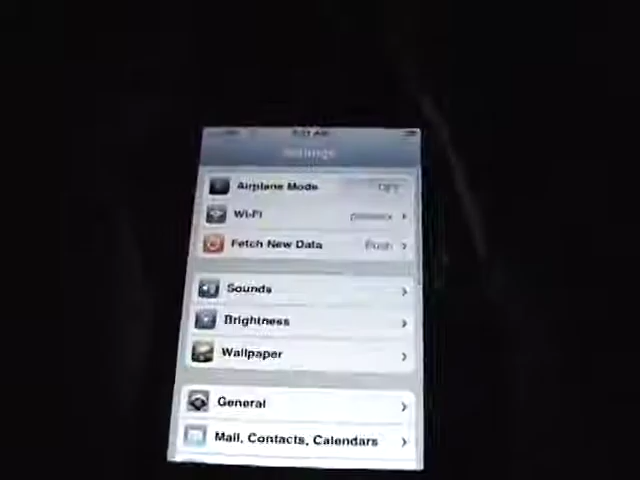 Settings
Airplane Mode OFF
Wi-Fi
Fetch New Data Push
Sounds
Brightness
Wallpaper
General
Mail, Contacts, Calendars